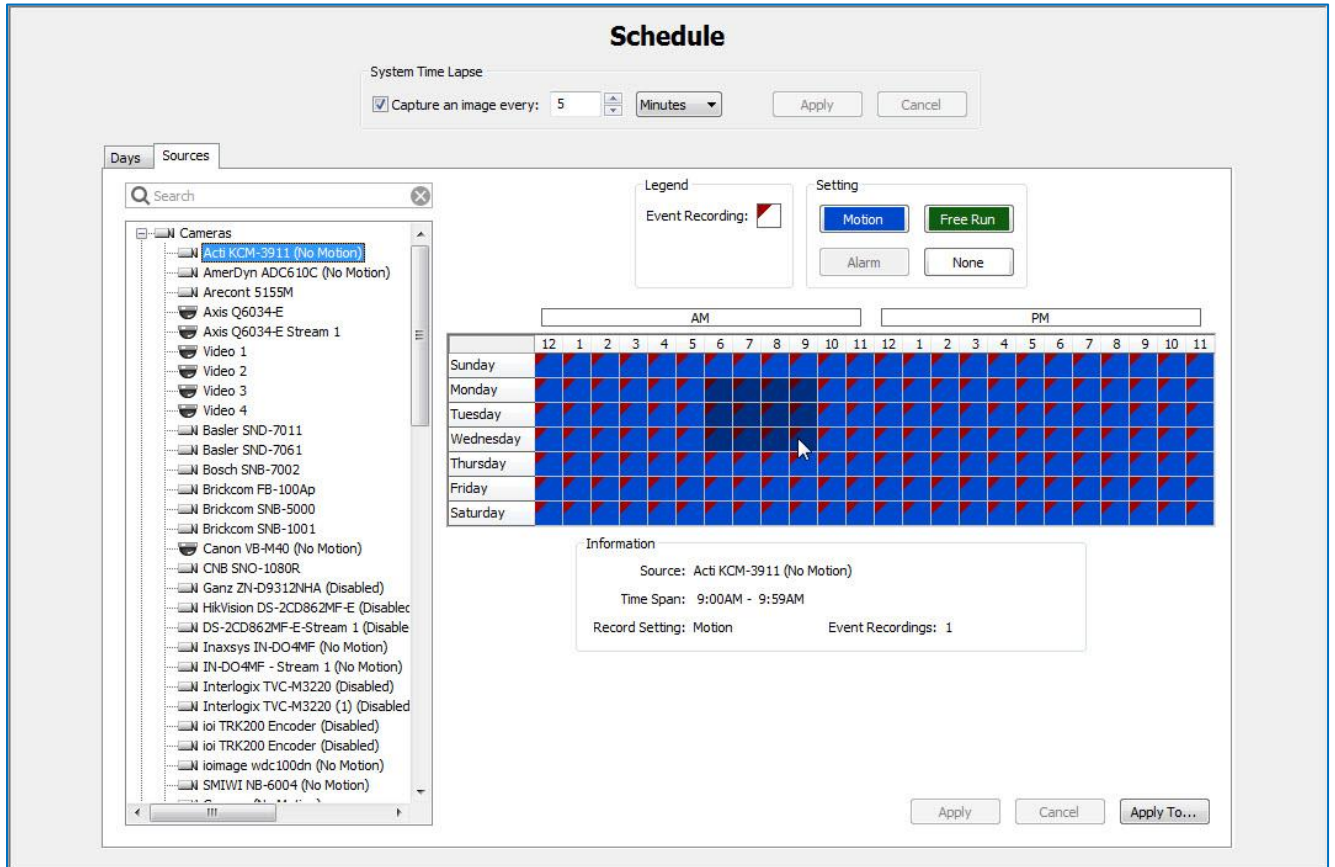 Schedule
System Time Lapse
Capture an image every: 5 Minutes Apply Cancel
Days Sources
Search
Legend
Event Recording:
Setting
Motion Free Run
Alarm None
Cameras
Acti KCM-3911 (No Motion)
AmerDyn ADC610C (No Motion)
Arecont 5155M
Axis Q6034-E
Axis Q6034-E Stream 1
Video 1
Video 2
Video 3
Video 4
Basler SND-7011
Basler SND-7061
Bosch SNB-7002
Brickcom FB-100Ap
Brickcom SNB-5000
Brickcom SNB-1001
Canon VB-M40 (No Motion)
CNB SNO-1080R
Ganz ZN-D9312NHA (Disabled)
HikVision DS-2CD862MF-E (Disabled
DS-2CD862MF-E-Stream 1 (Disable
Inaxsys IN-DO4MF (No Motion)
IN-DO4MF - Stream 1 (No Motion)
Interlogix TVC-M3220 (Disabled)
Interlogix TVC-M3220 (1) (Disabled
ioi TRK200 Encoder (Disabled)
ioi TRK200 Encoder (Disabled)
ioimage wdc100dn (No Motion)
SMIWI NB-6004 (No Motion)
AM PM
12 1 2 3 4 5 6 7 8 9 10 11 12 1 2 3 4 5 6 7 8 9 10 11
Sunday
Monday
Tuesday
Wednesday
Thursday
Friday
Saturday
Information
Source: Acti KCM-3911 (No Motion)
Time Span: 9:00AM - 9:59AM
Record Setting: Motion Event Recordings: 1
Apply Cancel Apply To...